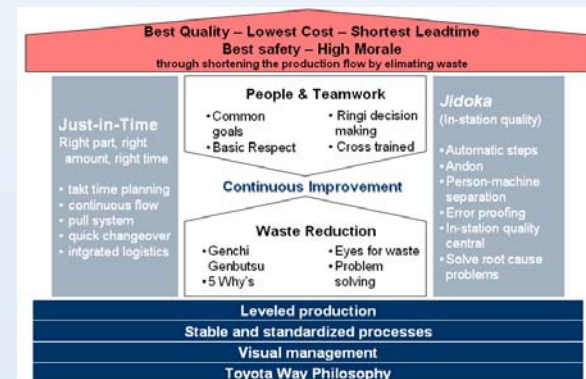 Best Quality – Lowest Cost – Shortest Leadtime
Best safety – High Morale
through shortening the production flow by elimating waste
Just-in-Time
Right part, right
amount, right time
• takt time planning
• continuous flow
• pull system
• quick changeover
• intgrated logistics
People & Teamwork
• Common
goals
• Basic Respect
• Ringi decision
making
• Cross trained
Continuous Improvement
Waste Reduction
• Genchi
Genbutsu
• 5 Why's
• Eyes for waste
• Problem
solving
Jidoka
(In-station quality)
• Automatic steps
• Andon
• Person-machine
separation
• Error proofing
• In-station quality
central
• Solve root cause
problems
Leveled production
Stable and standardized processes
Visual management
Toyota Way Philosophy